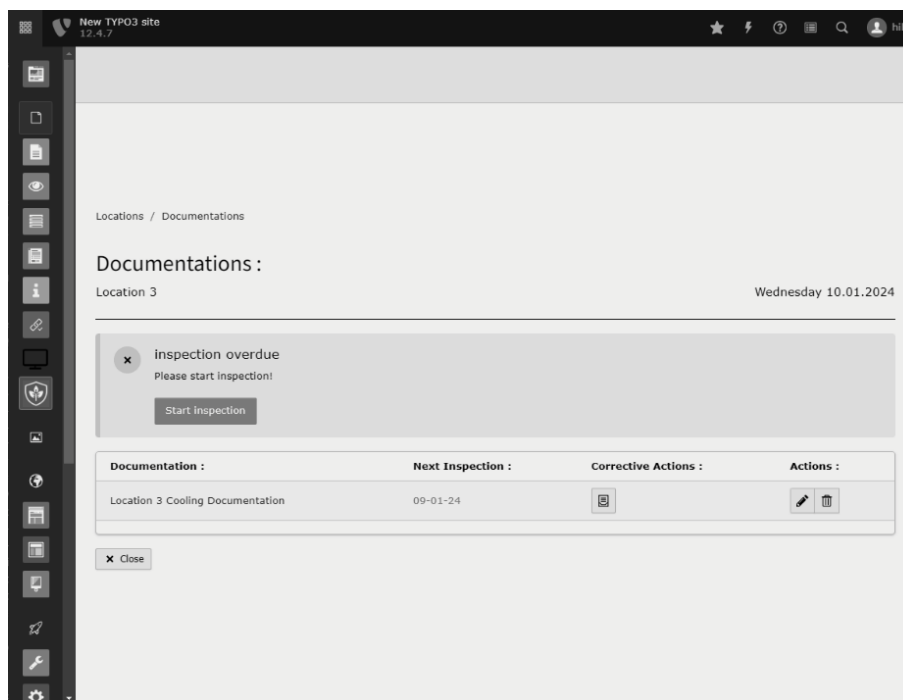 New TYPO3 site
12.4.7
Locations / Documentations
Documentations :
Location 3
Wednesday 10.01.2024
inspection overdue
Please start inspection!
Start inspection
Documentation : Next Inspection : Corrective Actions : Actions :
Location 3 Cooling Documentation 09-01-24
Close